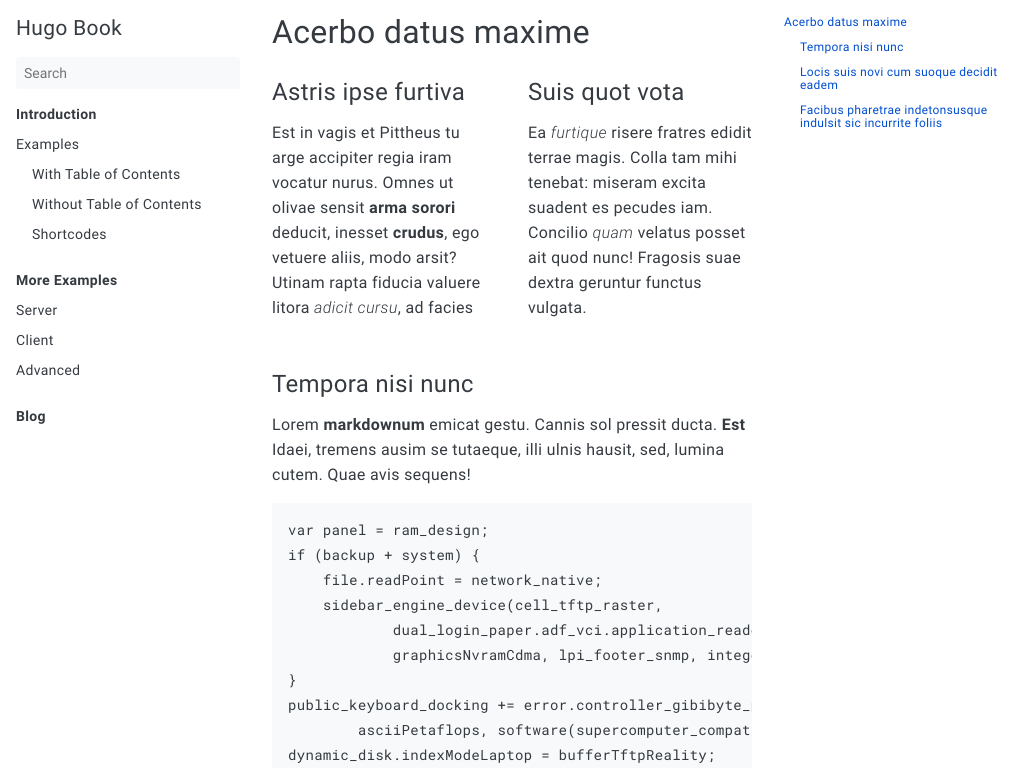 Hugo Book
Search
Introduction
Examples
With Table of Contents
Without Table of Contents
Shortcodes
More Examples
Server
Client
Advanced
Blog
Acerbo datus maxime
Astris ipse furtiva
Est in vagis et Pittheus tu
arge accipiter regia iram
vocatur nurus. Omnes ut
olivae sensit arma sorori
deducit, inesset crudus, ego
vetuere aliis, modo arsit?
Utinam rapta fiducia valuere
litora adicit cursu, ad facies
Suis quot vota
Ea furtique risere fratres edidit
terrae magis. Colla tam mihi
tenebat: miseram excita
suadent es pecudes iam.
Concilio quam velatus posset
ait quod nunc! Fragosis suae
dextra geruntur functus
vulgata.
Tempora nisi nunc
Lorem markdownum emicat gestu. Cannis sol pressit ducta. Est
Idaei, tremens ausim se tutaeque, illi ulnis hausit, sed, lumina
cutem. Quae avis sequens!
var panel = ram_design;
if (backup + system) {
    file.readPoint = network_native;
    sidebar_engine_device(cell_tftp_raster,
            dual_login_paper.adf_vci.application_read
            graphicsNvramCdma, lpi_footer_snmp, integ
}
public_keyboard_docking += error.controller_gibibyte_
        asciiPetaflops, software(supercomputer_compat
dynamic_disk.indexModeLaptop = bufferTftpReality;
Acerbo datus maxime
Tempora nisi nunc
Locis suis novi cum suoque decidit
eadem
Facibus pharetrae indetonsusque
indulsit sic incurrite foliis